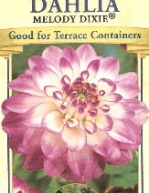 DAHLIA
MELODY DIXIE®
Good for Terrace Containers